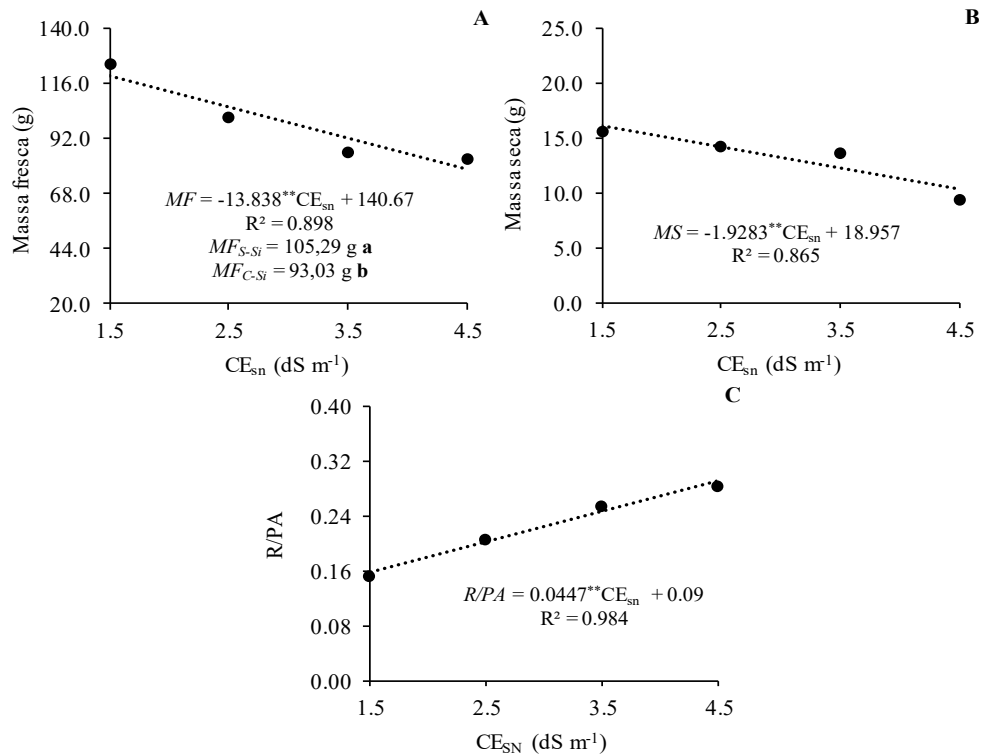 A
140.0
116.0
92.0
68.0
44.0
20.0
Massa fresca (g)
MF = -13.838**CEsn + 140.67
R² = 0.898
MFS-Si = 105,29 g a
MFC-Si = 93,03 g b
1.5 2.5 3.5 4.5
CEsn (dS m-1)
B
25.0
20.0
15.0
10.0
5.0
0.0
Massa seca (g)
MS = -1.9283**CEsn + 18.957
R² = 0.865
1.5 2.5 3.5 4.5
CEsn (dS m-1)
C
0.40
0.32
0.24
0.16
0.08
0.00
R/PA
R/PA = 0.0447**CEsn + 0.09
R² = 0.984
1.5 2.5 3.5 4.5
CESN (dS m-1)